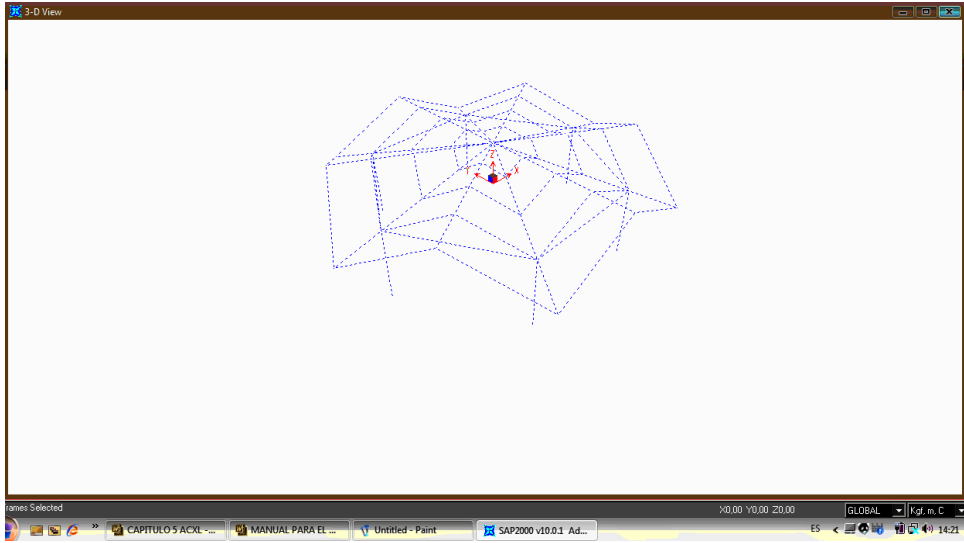 3-D View
Z
Y
X
rames Selected
X0,00 Y0,00 Z0,00
GLOBAL
Kgf, m, C
»
CAPITULO 5 ACXL -...
MANUAL PARA EL ...
Untitled - Paint
SAP2000 v10.0.1 Ad...
ES
14:21